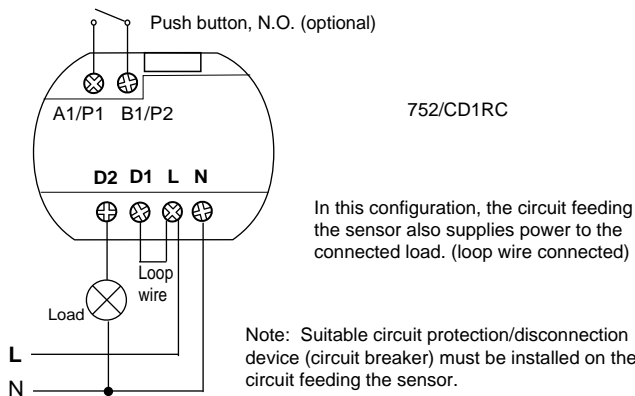 Push button, N.O. (optional)
A1/P1 B1/P2
752/CD1RC
D2 D1 L N
In this configuration, the circuit feeding
the sensor also supplies power to the
connected load. (loop wire connected)
Loop
wire
Load
L
N
Note: Suitable circuit protection/disconnection
device (circuit breaker) must be installed on the
circuit feeding the sensor.